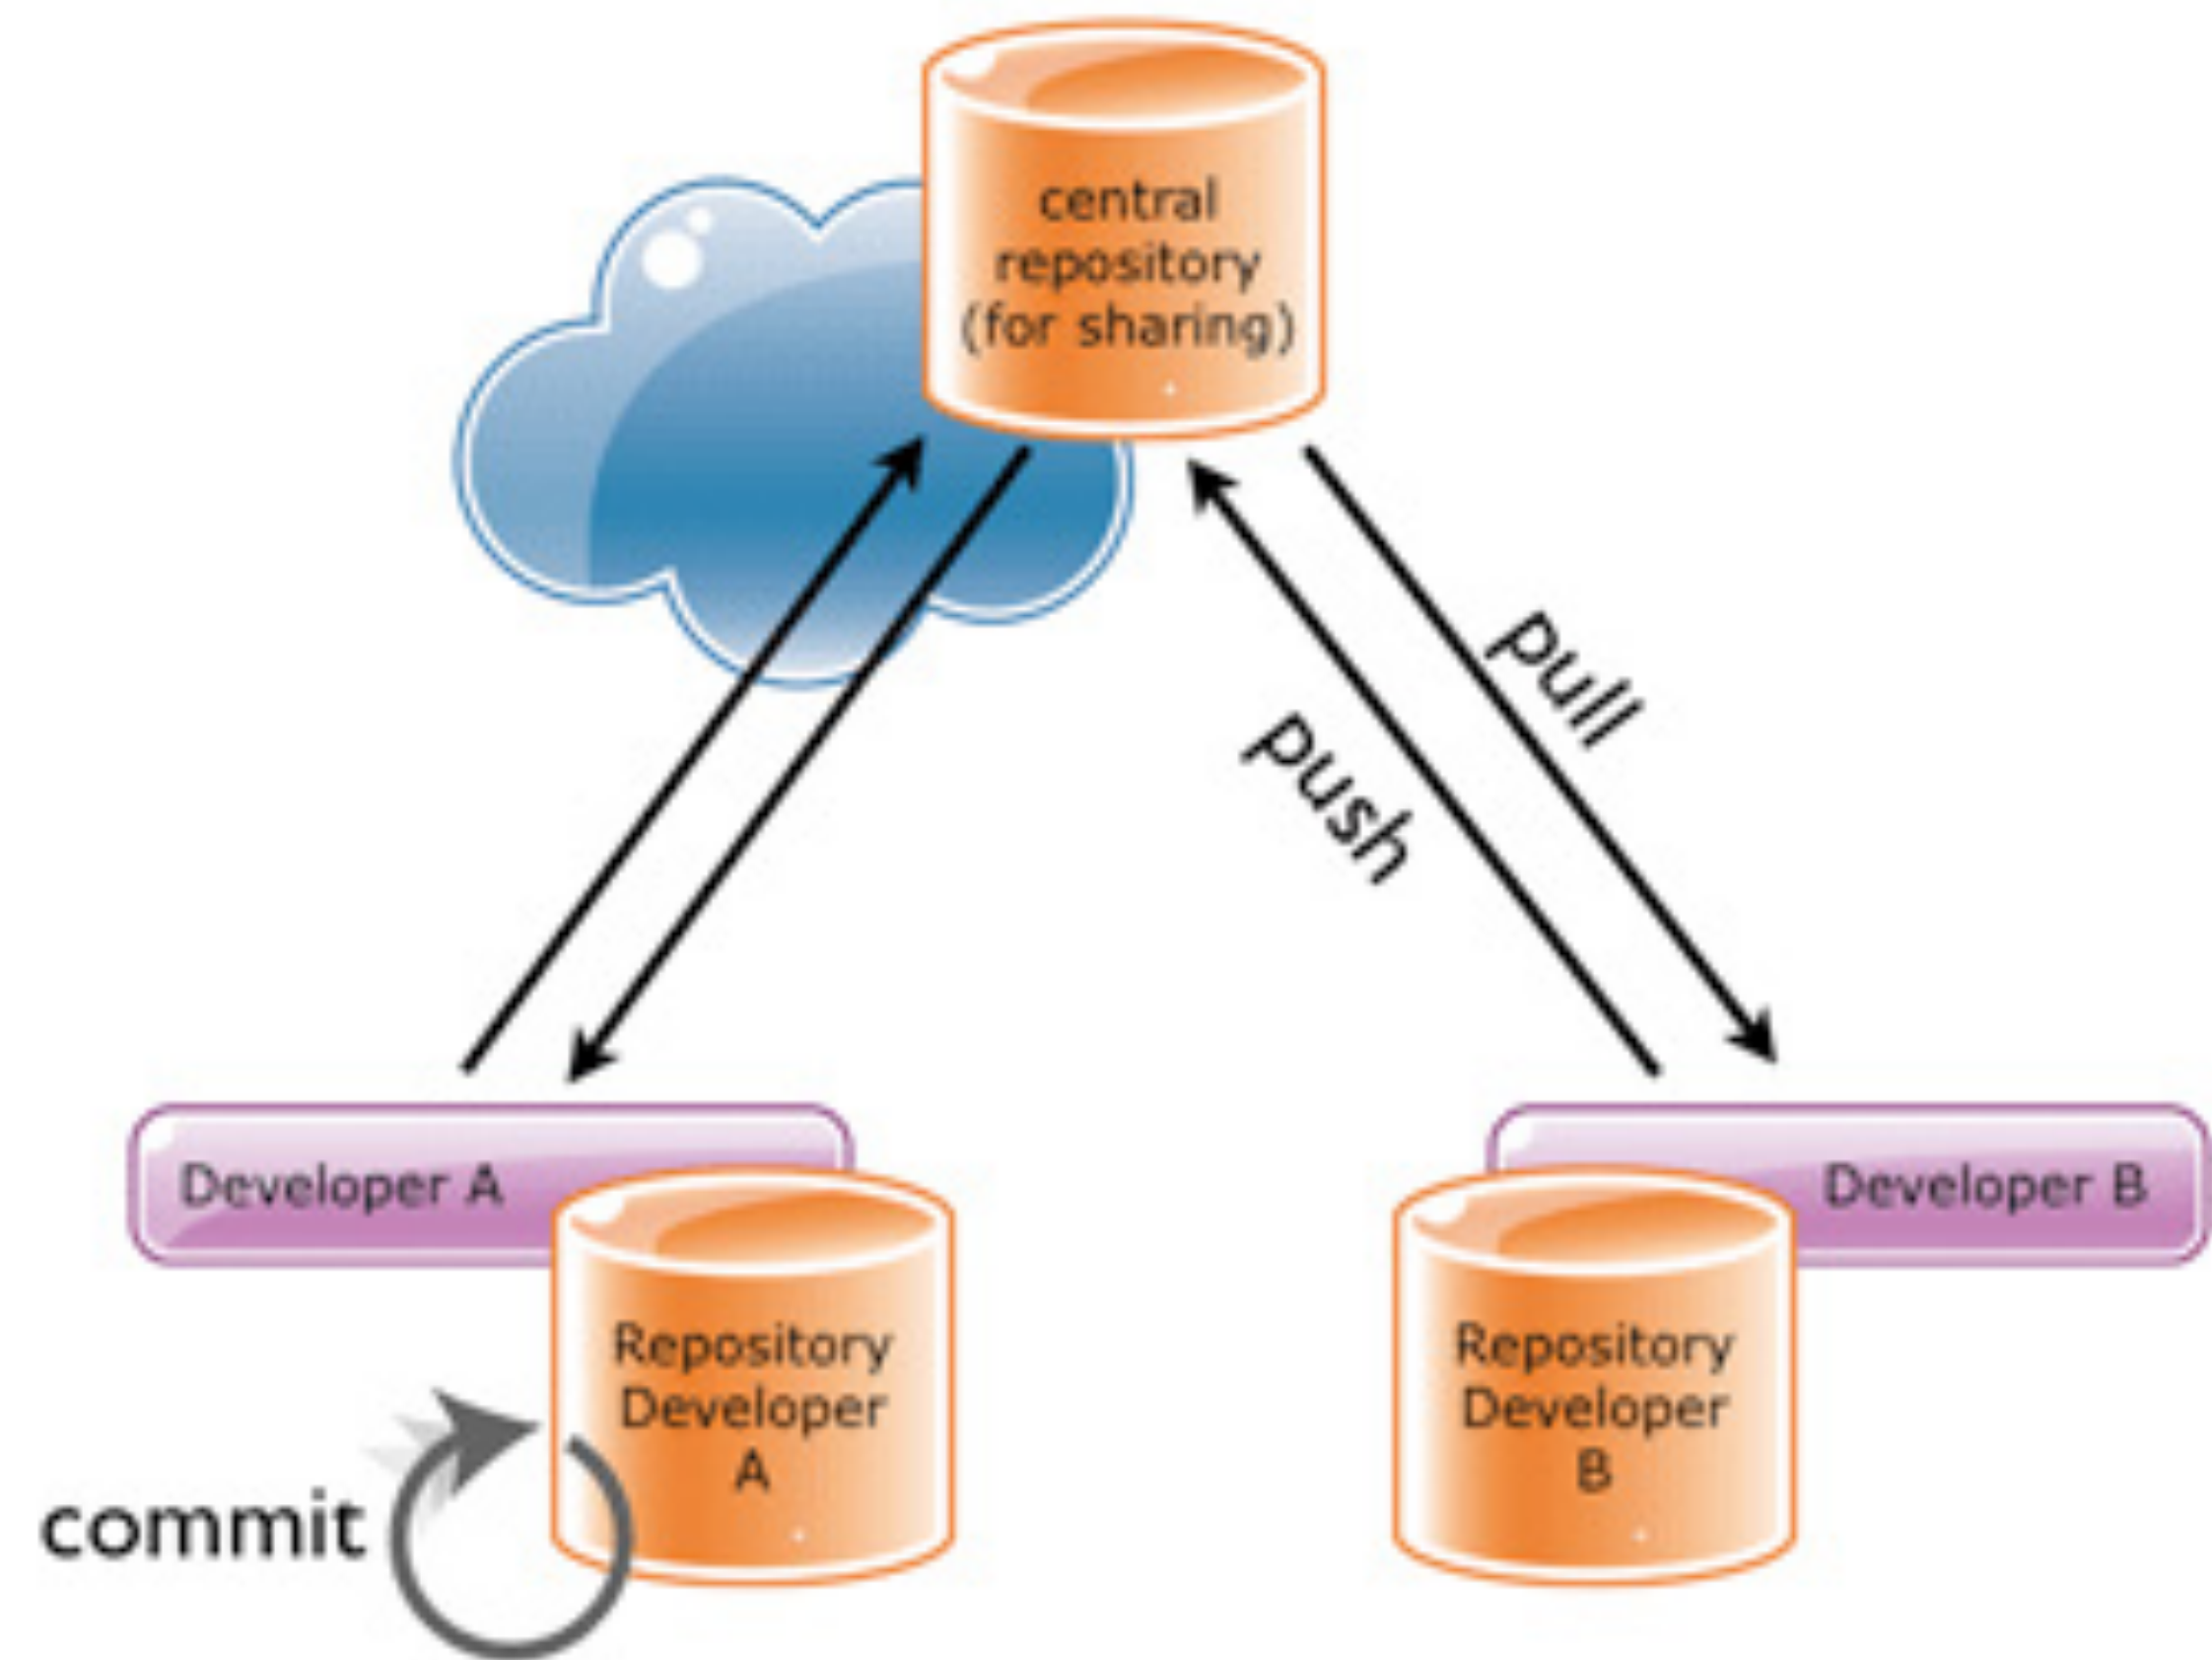 central
repository
(for sharing)
pull
push
Developer A
Developer B
Repository
Developer
A
Repository
Developer
B
commit